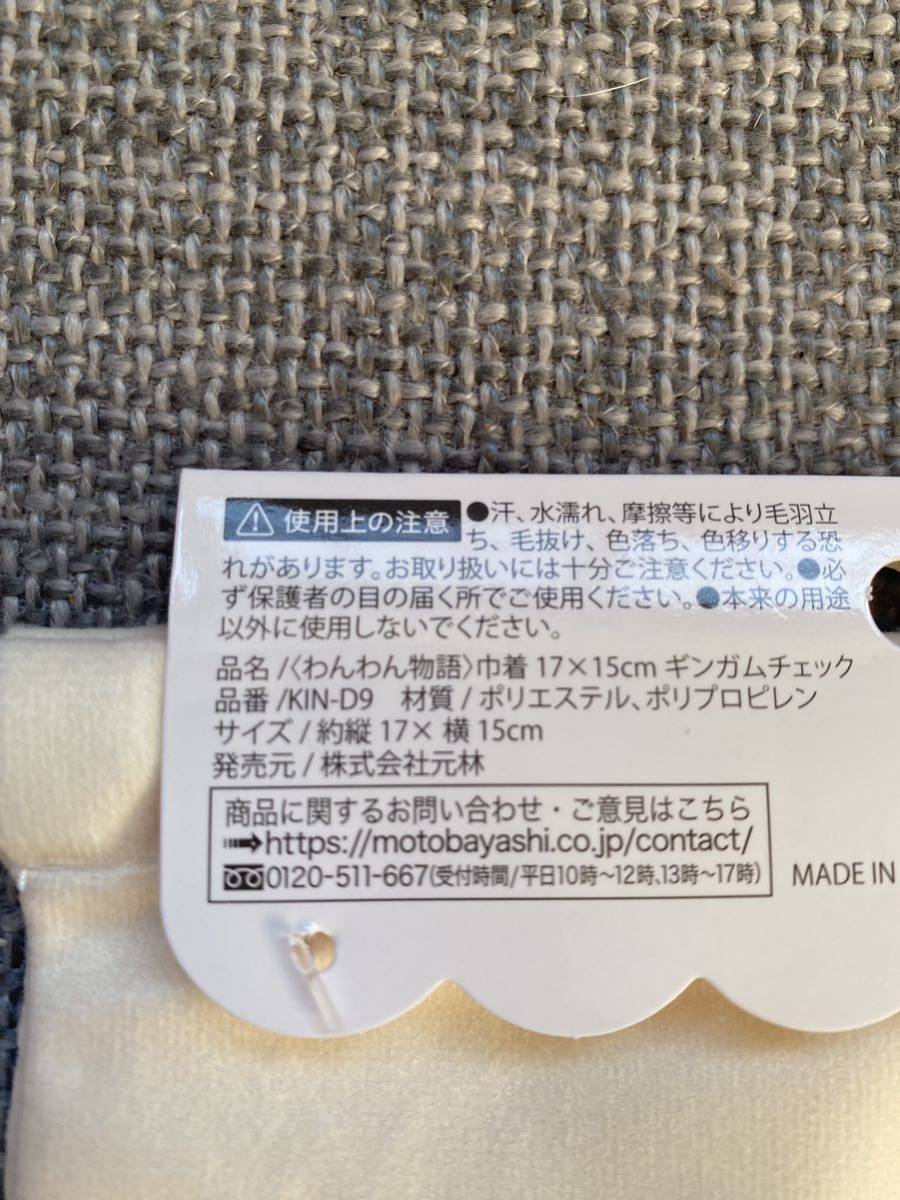 使用上の注意 ●汗、水濡れ、摩擦等により毛羽立
ち、毛抜け、色落ち、色移りする恐
れがあります。お取り扱いには十分ご注意ください。●必
ず保護者の目の届く所でご使用ください。●本来の用途
以外に使用しないでください。
品名/〈わんわん物語〉巾着 17×15cm ギンガムチェック
品番/KIN-D9 材質/ポリエステル、ポリプロピレン
サイズ/約縦17×横15cm
発売元/株式会社元林
商品に関するお問い合わせ・ご意見はこちら
➡https://motobayashi.co.jp/contact/
0120-511-667(受付時間/平日10時～12時、13時～17時)
MADE IN